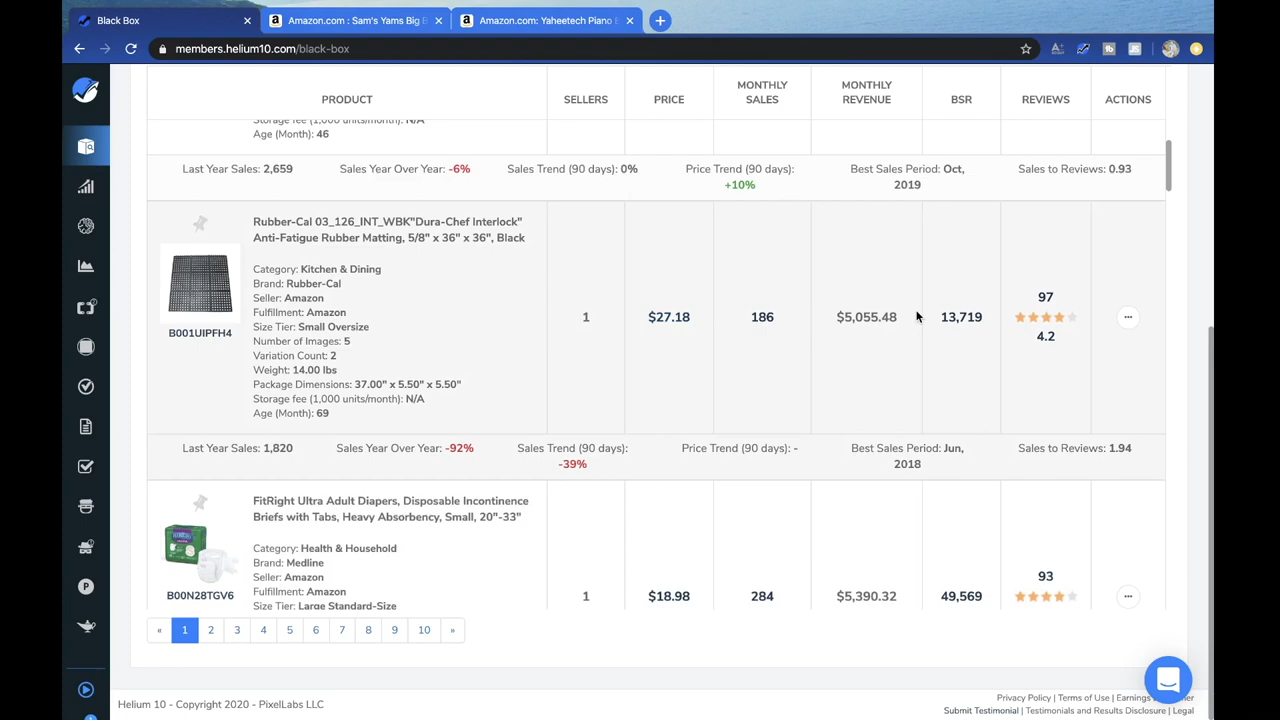 Black Box
Amazon.com : Sam's Yams Big B
Amazon.com: Yaheetech Piano B
members.helium10.com/black-box
PRODUCT
SELLERS
PRICE
MONTHLY
SALES
MONTHLY
REVENUE
BSR
REVIEWS
ACTIONS
Storage fee (1,000 units/month): N/A
Age (Month): 46
Last Year Sales: 2,659
Sales Year Over Year: -6%
Sales Trend (90 days): 0%
Price Trend (90 days):
+10%
Best Sales Period: Oct,
2019
Sales to Reviews: 0.93
Rubber-Cal 03_126_INT_WBK"Dura-Chef Interlock"
Anti-Fatigue Rubber Matting, 5/8" x 36" x 36", Black
Category: Kitchen & Dining
Brand: Rubber-Cal
Seller: Amazon
Fulfillment: Amazon
Size Tier: Small Oversize
Number of Images: 5
Variation Count: 2
Weight: 14.00 lbs
Package Dimensions: 37.00" x 5.50" x 5.50"
Storage fee (1,000 units/month): N/A
Age (Month): 69
B001UIPFH4
1
$27.18
186
$5,055.48
13,719
97
4.2
Last Year Sales: 1,820
Sales Year Over Year: -92%
Sales Trend (90 days):
-39%
Price Trend (90 days): -
Best Sales Period: Jun,
2018
Sales to Reviews: 1.94
FitRight Ultra Adult Diapers, Disposable Incontinence
Briefs with Tabs, Heavy Absorbency, Small, 20"-33"
Category: Health & Household
Brand: Medline
Seller: Amazon
Fulfillment: Amazon
Size Tier: Large Standard-Size
B00N28TGV6
1
$18.98
284
$5,390.32
49,569
93
« 1 2 3 4 5 6 7 8 9 10 »
Helium 10 - Copyright 2020 - PixelLabs LLC
Privacy Policy | Terms of Use | Earnings
Submit Testimonial | Testimonials and Results Disclosure | Legal